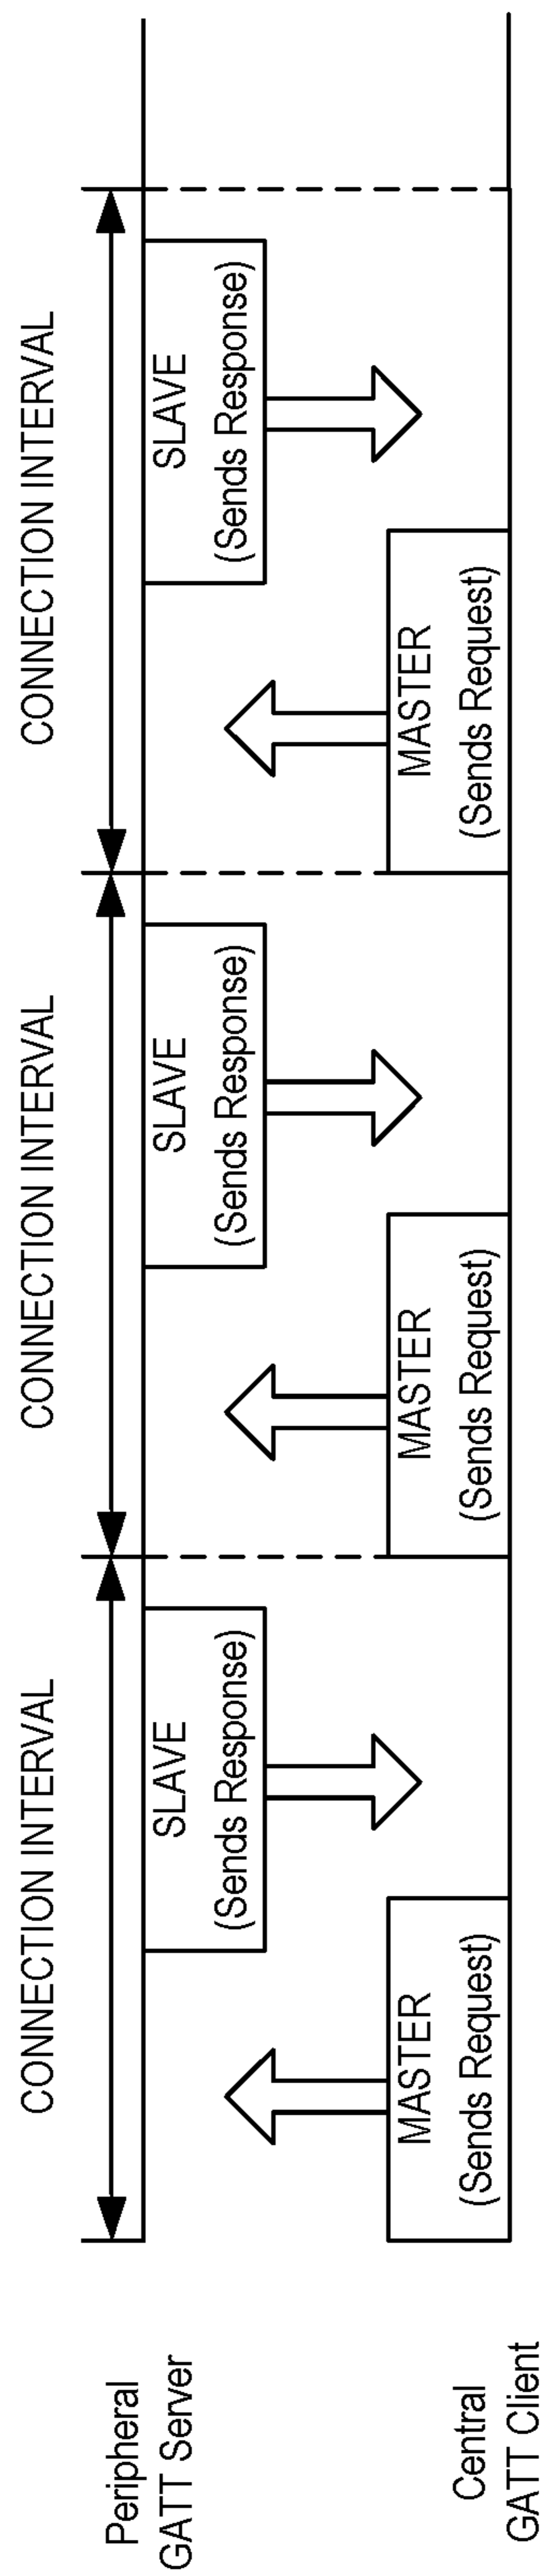 CONNECTION INTERVAL
CONNECTION INTERVAL
CONNECTION INTERVAL
Peripheral
GATT Server
SLAVE
(Sends Response)
SLAVE
(Sends Response)
SLAVE
(Sends Response)
MASTER
(Sends Request)
MASTER
(Sends Request)
MASTER
(Sends Request)
Central
GATT Client